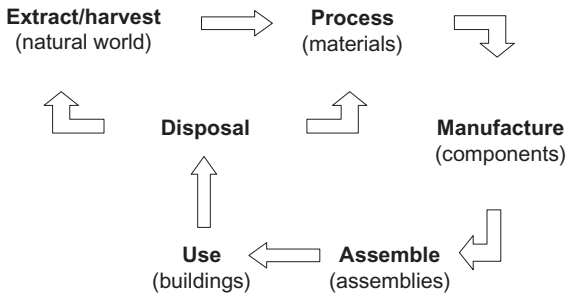 Extract/harvest
(natural world)
Process
(materials)
Disposal
Manufacture
(components)
Use
(buildings)
Assemble
(assemblies)